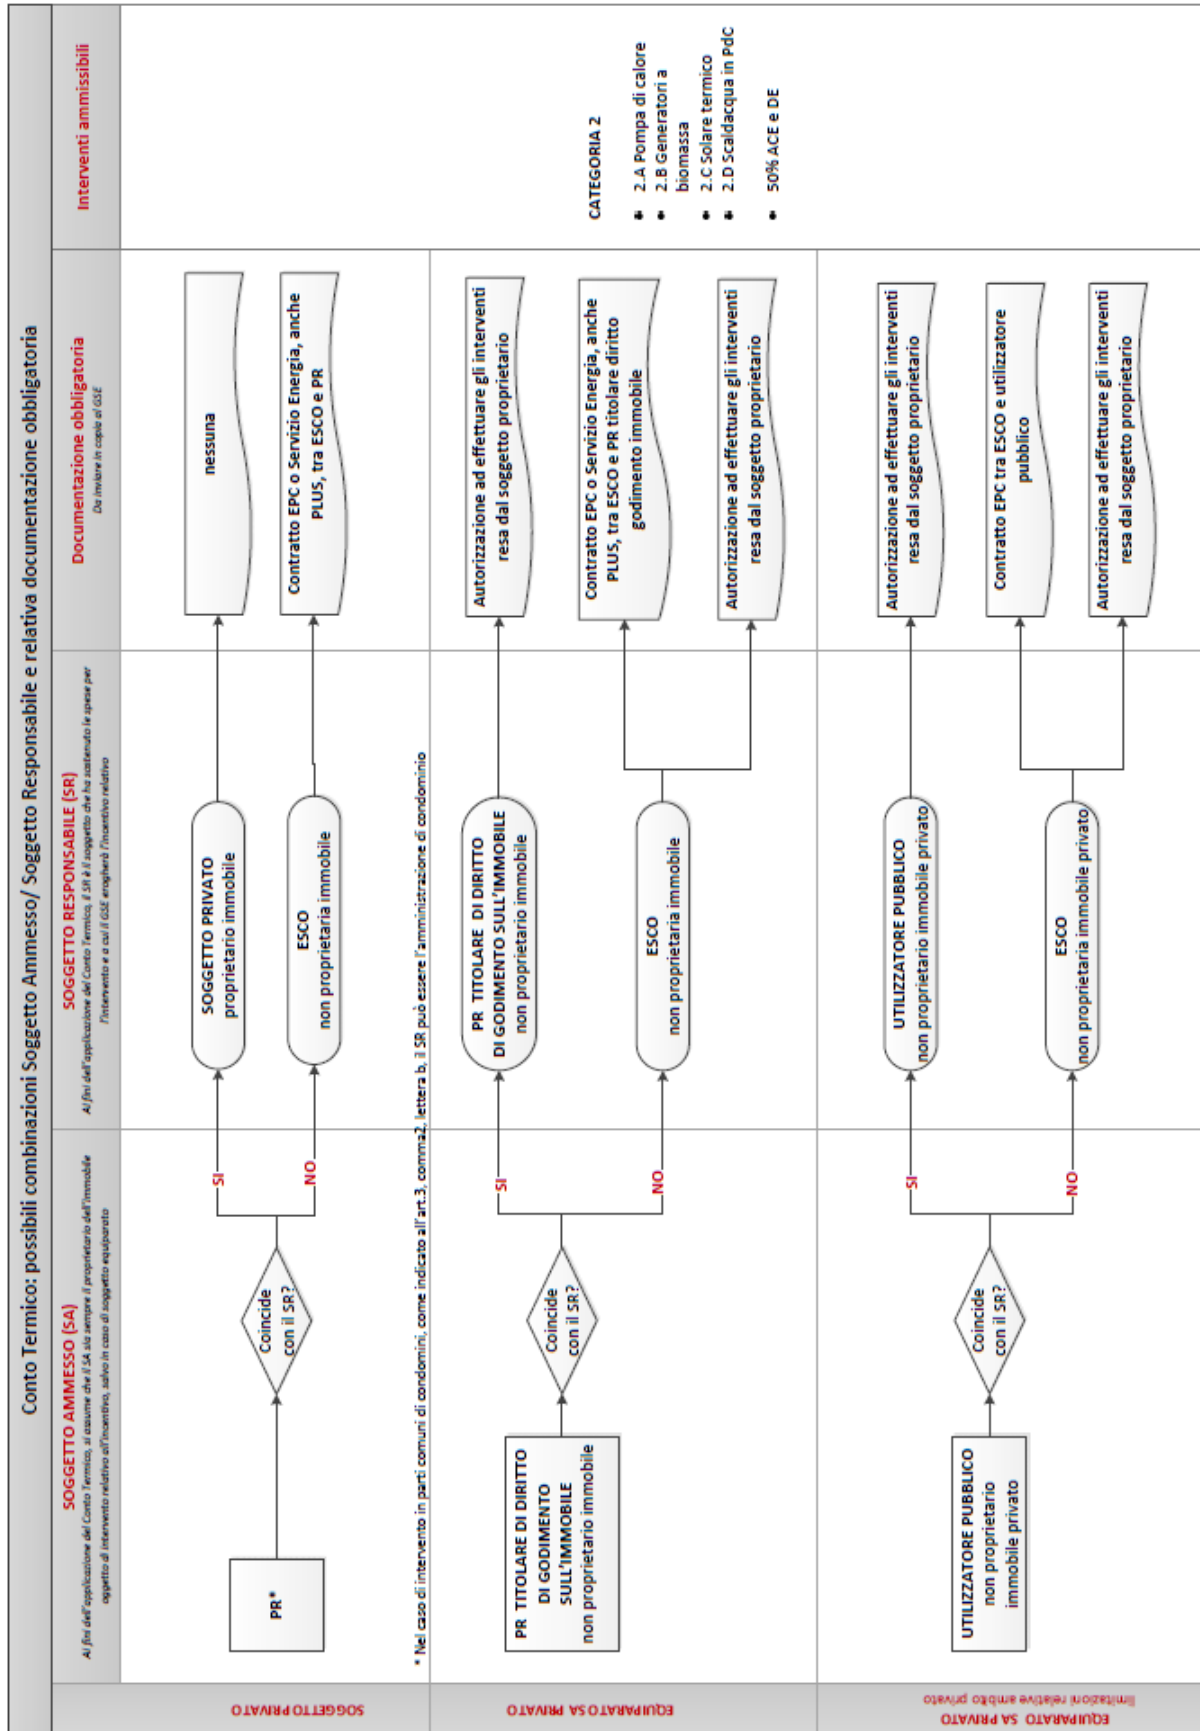 Conto Termico: possibili combinazioni Soggetto Ammesso/ Soggetto Responsabile e relativa documentazione obbligatoria
SOGGETTO AMMESSO (SA)
Ai fini dell'applicazione del Conto Termico, si assume che il SA sia sempre il proprietario dell'immobile
oggetto di intervento relativo all'incentivo, salvo in caso di soggetto equiparato
SOGGETTO RESPONSABILE (SR)
Ai fini dell'applicazione del Conto Termico, il SR è il soggetto che ha sostenuto le spese per
l'intervento e a cui il GSE erogherà l'incentivo relativo
Documentazione obbligatoria
Da inviare in copia al GSE
Interventi ammissibili
SOGGETTO PRIVATO
PR*
Coincide
con il SR?
SI
NO
SOGGETTO PRIVATO
proprietario immobile
ESCO
non proprietaria immobile
nessuna
Contratto EPC o Servizio Energia, anche
PLUS, tra ESCO e PR
* Nel caso di intervento in parti comuni di condomini, come indicato all'art.3, comma2, lettera b, il SR può essere l'amministrazione di condominio
EQUIPARATO SA PRIVATO
PR TITOLARE DI DIRITTO
DI GODIMENTO
SULL'IMMOBILE
non proprietario immobile
Coincide
con il SR?
SI
NO
PR TITOLARE DI DIRITTO
DI GODIMENTO SULL'IMMOBILE
non proprietario immobile
ESCO
non proprietaria immobile
Autorizzazione ad effettuare gli interventi
resa dal soggetto proprietario
Contratto EPC o Servizio Energia, anche
PLUS, tra ESCO e PR titolare diritto
godimento immobile
Autorizzazione ad effettuare gli interventi
resa dal soggetto proprietario
CATEGORIA 2
• 2.A Pompa di calore
• 2.B Generatori a
biomassa
• 2.C Solare termico
• 2.D Scaldacqua in PdC
• 50% ACE e DE
EQUIPARATO SA PRIVATO
limitazioni relative ambito privato
UTILIZZATORE PUBBLICO
non proprietario
immobile privato
Coincide
con il SR?
SI
NO
UTILIZZATORE PUBBLICO
non proprietario immobile privato
ESCO
non proprietaria immobile privato
Autorizzazione ad effettuare gli interventi
resa dal soggetto proprietario
Contratto EPC tra ESCO e utilizzatore
pubblico
Autorizzazione ad effettuare gli interventi
resa dal soggetto proprietario